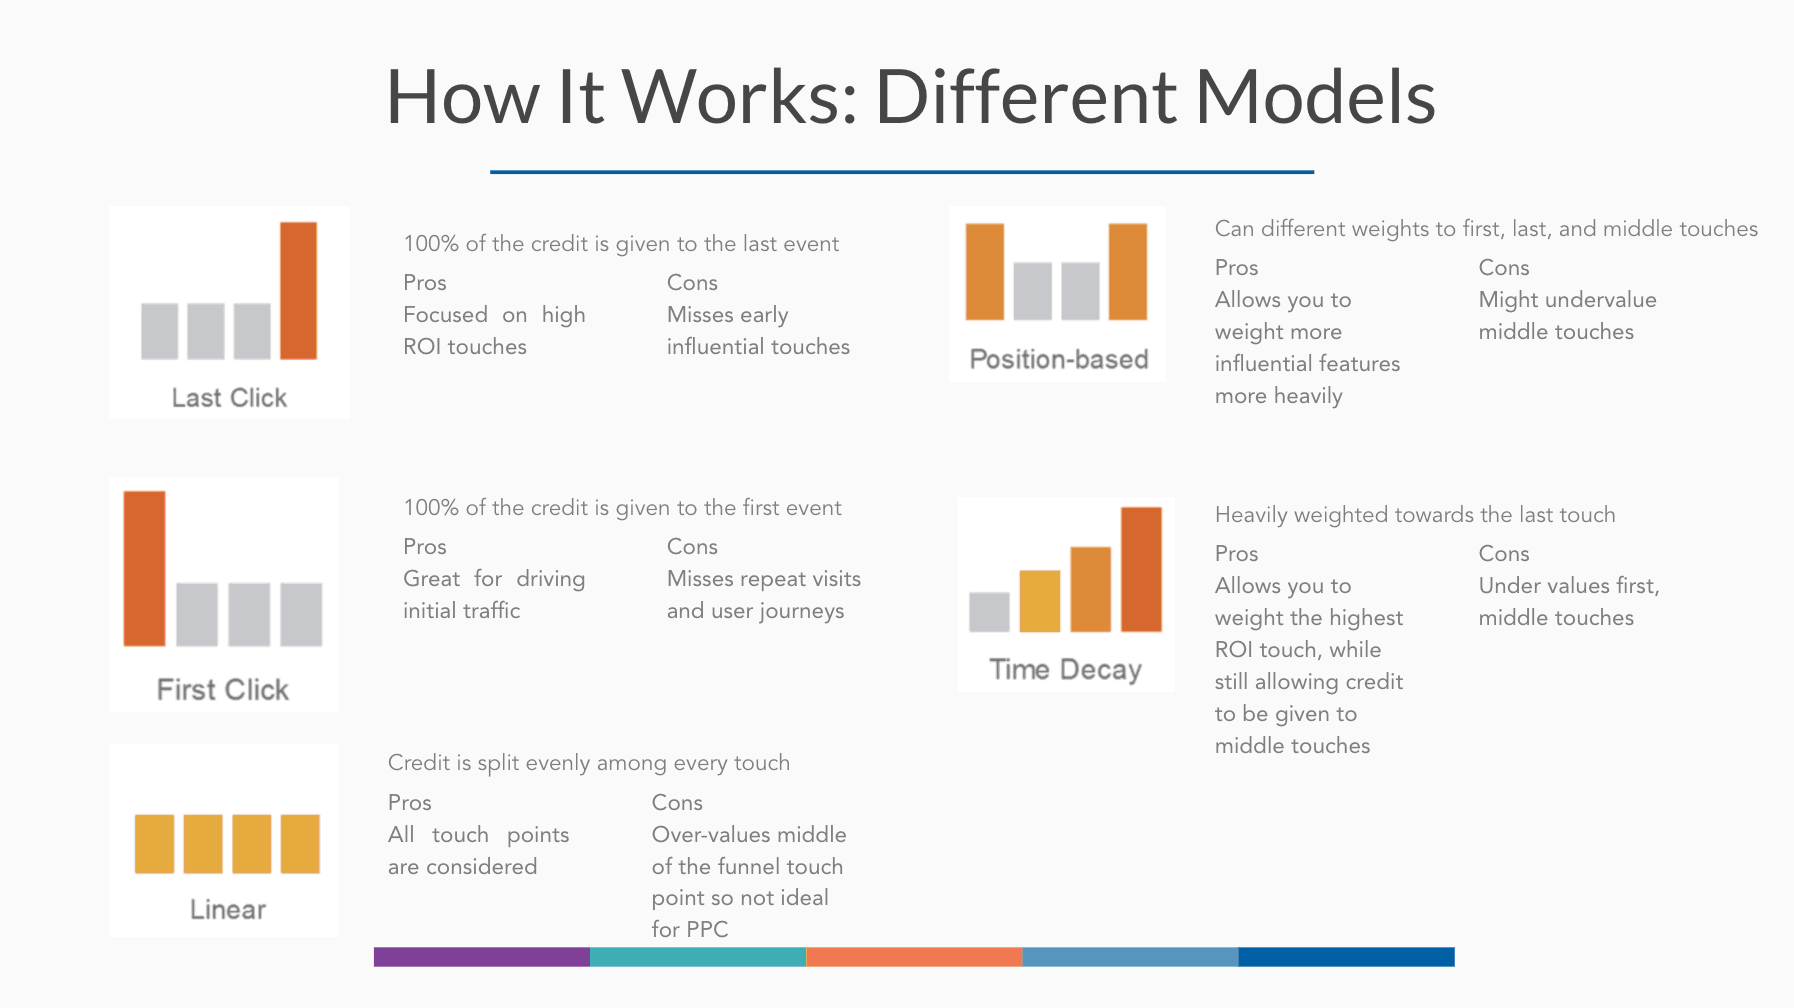 How It Works: Different Models
Last Click
100% of the credit is given to the last event
Pros
Focused on high
ROI touches
Cons
Misses early
influential touches
First Click
100% of the credit is given to the first event
Pros
Great for driving
initial traffic
Cons
Misses repeat visits
and user journeys
Linear
Credit is split evenly among every touch
Pros
All touch points
are considered
Cons
Over-values middle
of the funnel touch
point so not ideal
for PPC
Position-based
Can different weights to first, last, and middle touches
Pros
Allows you to
weight more
influential features
more heavily
Cons
Might undervalue
middle touches
Time Decay
Heavily weighted towards the last touch
Pros
Allows you to
weight the highest
ROI touch, while
still allowing credit
to be given to
middle touches
Cons
Under values first,
middle touches